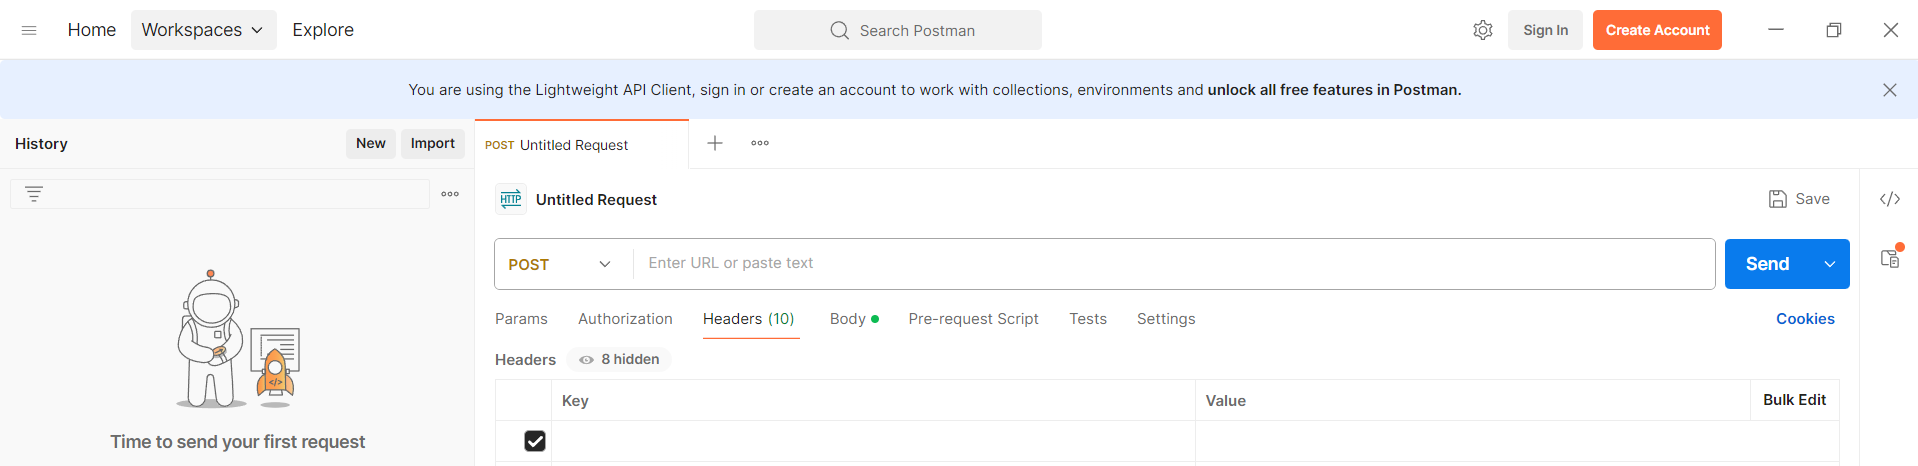 Home Workspaces Explore Search Postman Sign In Create Account
You are using the Lightweight API Client, sign in or create an account to work with collections, environments and unlock all free features in Postman.
History New Import POST Untitled Request
HTTP Untitled Request Save </>
POST Enter URL or paste text Send
Params Authorization Headers (10) Body Pre-request Script Tests Settings Cookies
Headers 8 hidden
</>
Key Value Bulk Edit
Time to send your first request